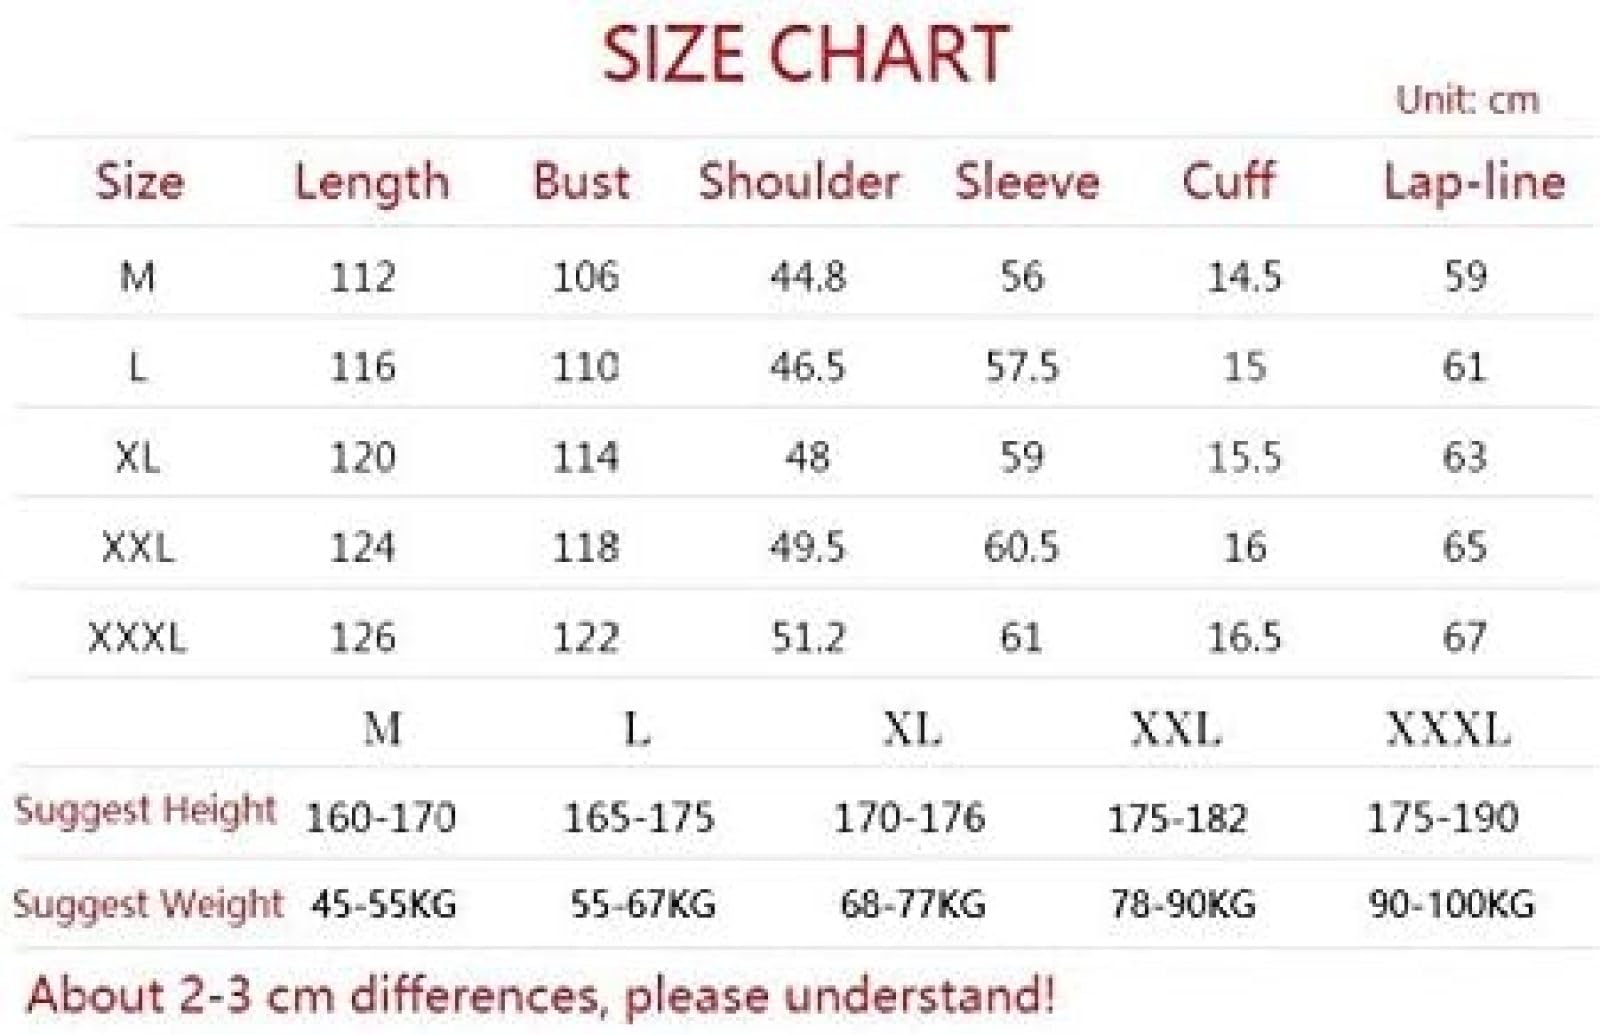 SIZE CHART
Unit: cm
Size Length Bust Shoulder Sleeve Cuff Lap-line
M 112 106 44.8 56 14.5 59
L 116 110 46.5 57.5 15 61
XL 120 114 48 59 15.5 63
XXL 124 118 49.5 60.5 16 65
XXXL 126 122 51.2 61 16.5 67
M L XL XXL XXXL
Suggest Height 160-170 165-175 170-176 175-182 175-190
Suggest Weight 45-55KG 55-67KG 68-77KG 78-90KG 90-100KG
About 2-3 cm differences, please understand!